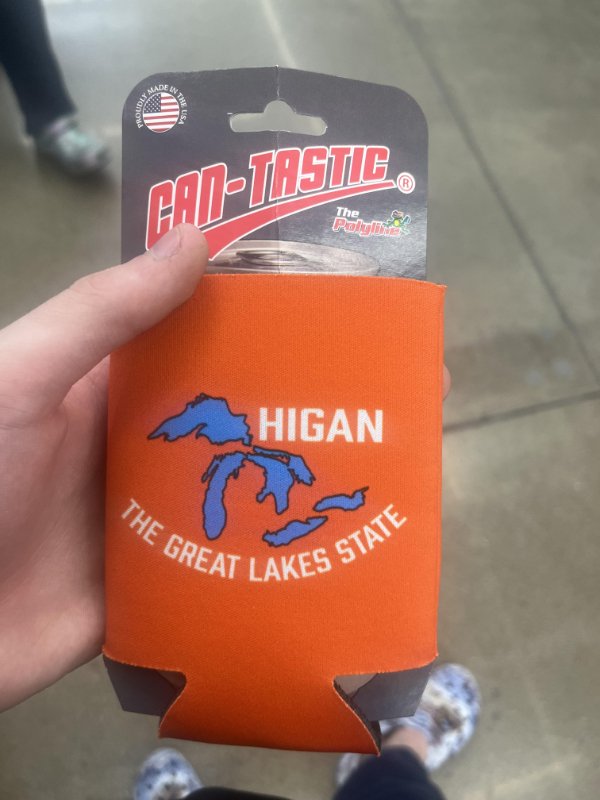 PROUDLY MADE IN THE USA
CAN-TASTIC ®
The
Polyline
HIGAN
THE GREAT LAKES STATE